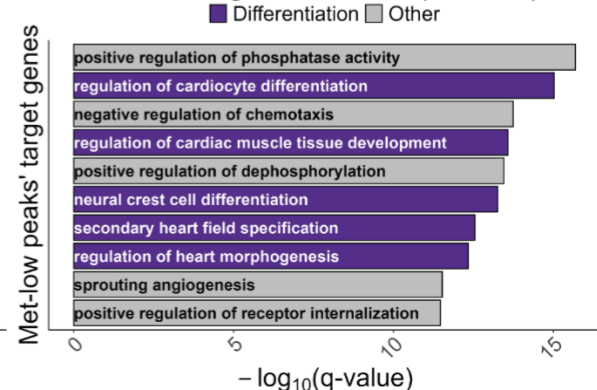 Differentiation Other
Met-low peaks' target genes
positive regulation of phosphatase activity
regulation of cardiocyte differentiation
negative regulation of chemotaxis
regulation of cardiac muscle tissue development
positive regulation of dephosphorylation
neural crest cell differentiation
secondary heart field specification
regulation of heart morphogenesis
sprouting angiogenesis
positive regulation of receptor internalization
0 5 10 15
− log10(q-value)